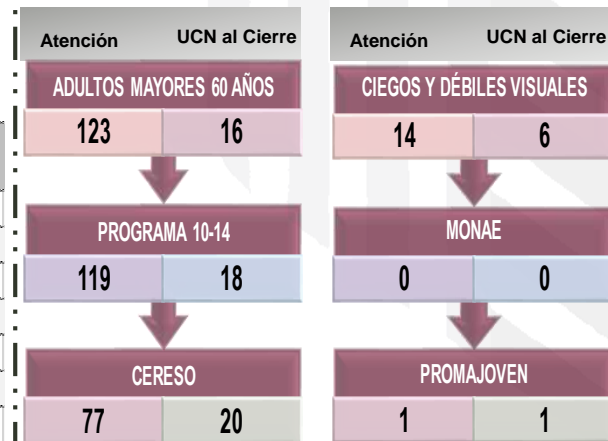 Atención UCN al Cierre
ADULTOS MAYORES 60 AÑOS
123 16
PROGRAMA 10-14
119 18
CERESO
77 20
Atención UCN al Cierre
CIEGOS Y DÉBILES VISUALES
14 6
MONAE
0 0
PROMAJOVEN
1 1